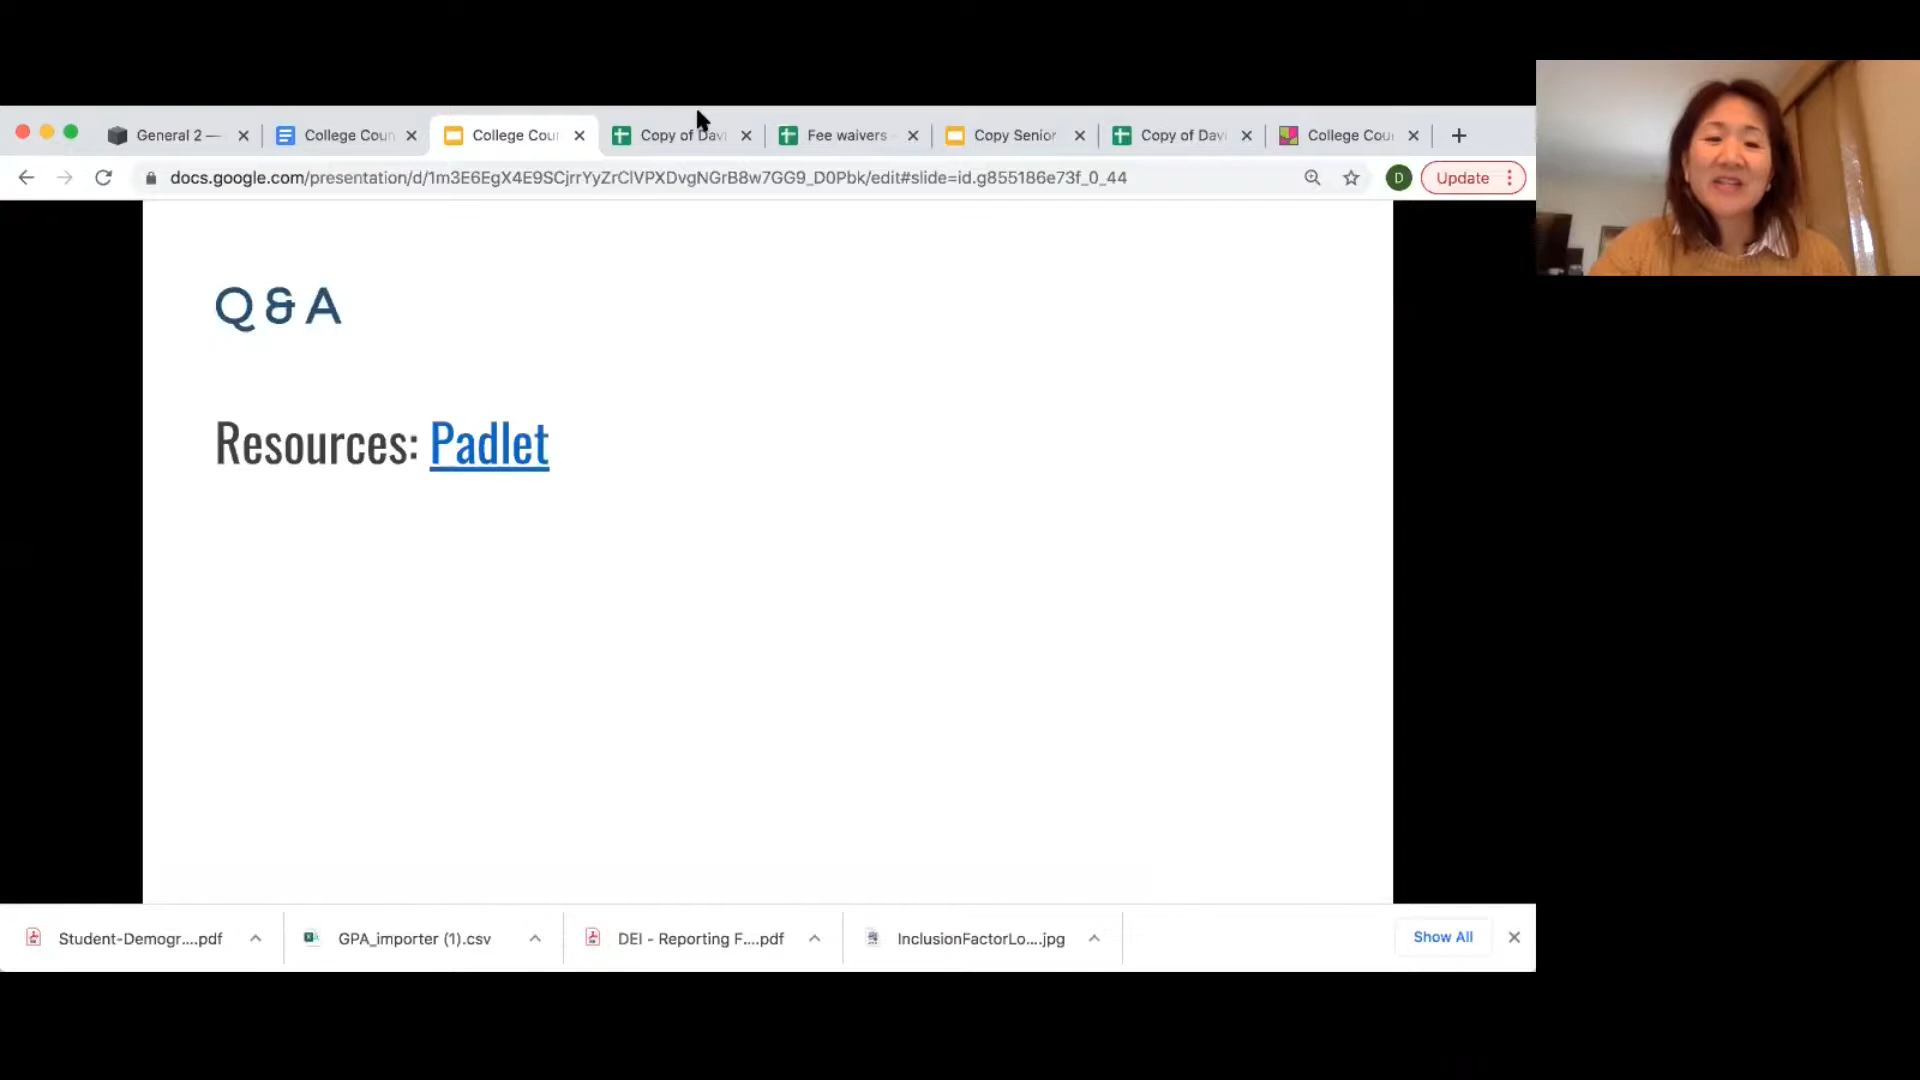 General 2 —
College Coun
College Cour
Copy of Davi
Fee waivers
Copy Senior
Copy of Davi
College Cour
docs.google.com/presentation/d/1m3E6EgX4E9SCjrrYyZrClVPXDvgNGrB8w7GG9_D0Pbk/edit#slide=id.g855186e73f_0_44
D
Update
Q & A
Resources: Padlet
Student-Demogr....pdf
GPA_importer (1).csv
DEI - Reporting F....pdf
InclusionFactorLo....jpg
Show All